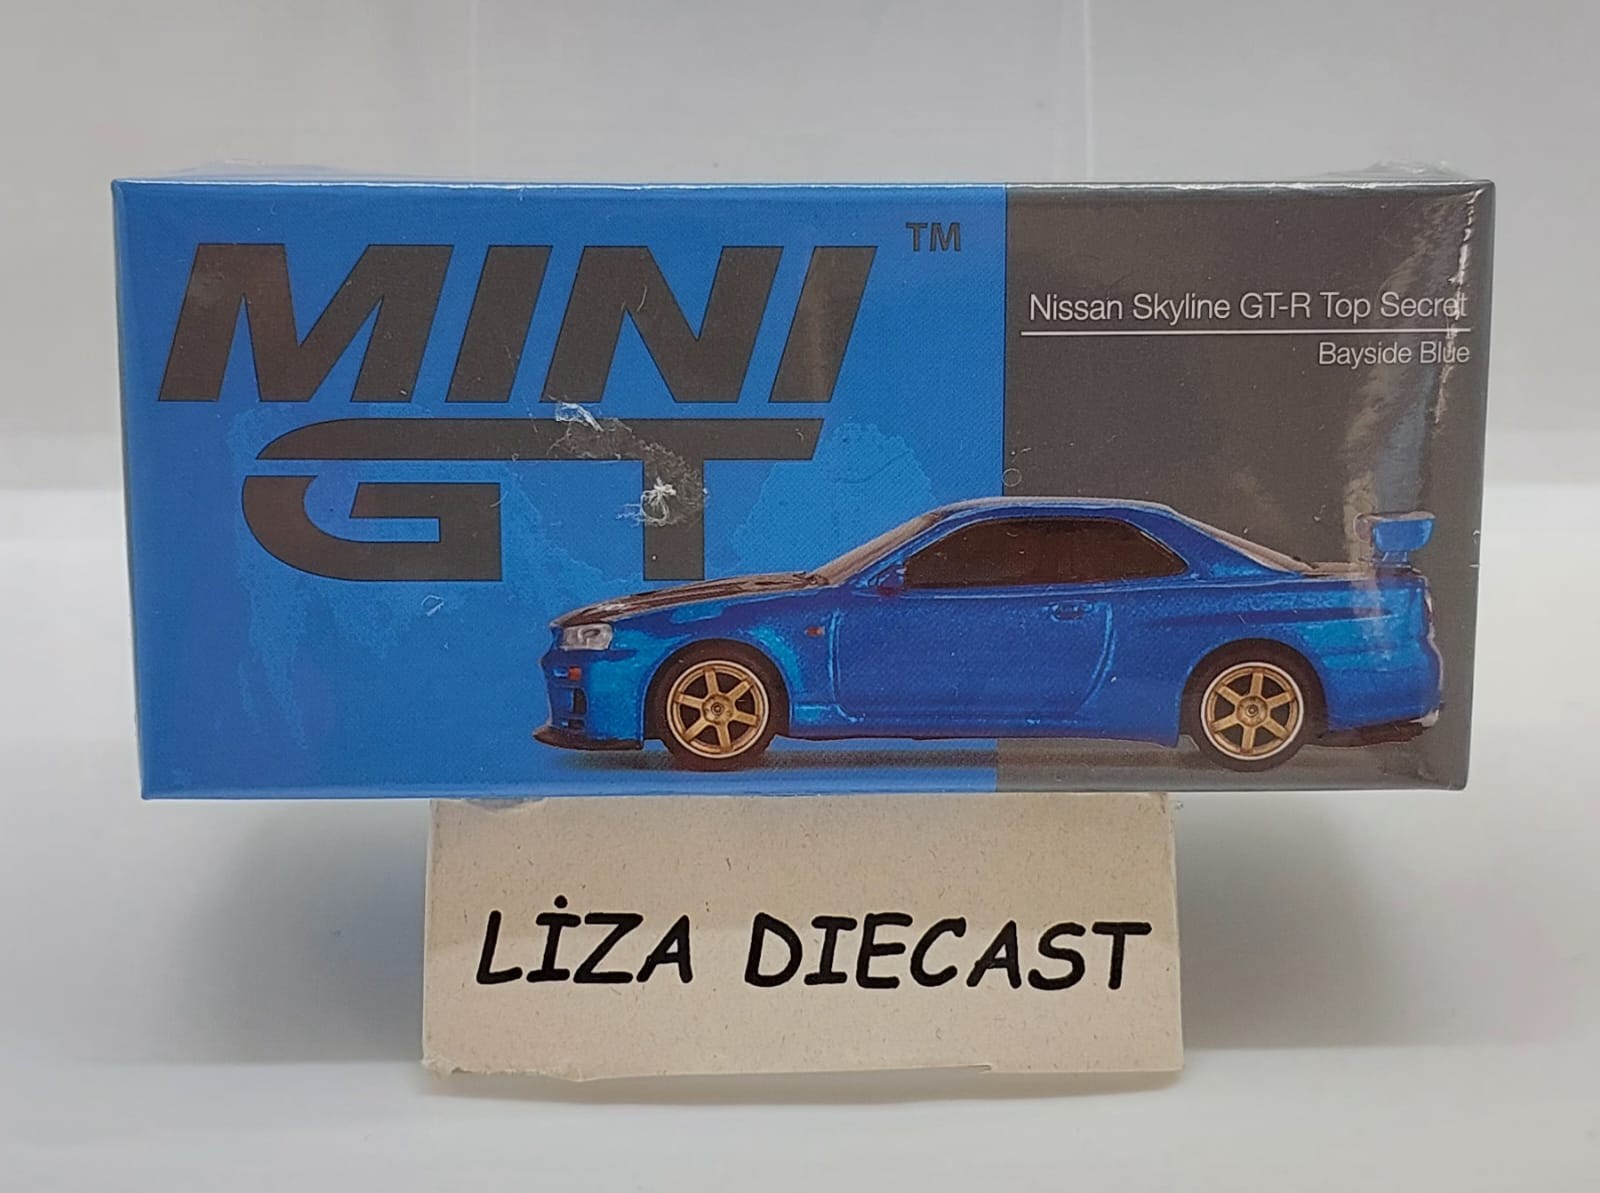 MINI
GT
TM
Nissan Skyline GT-R Top Secret
Bayside Blue
LİZA DIECAST